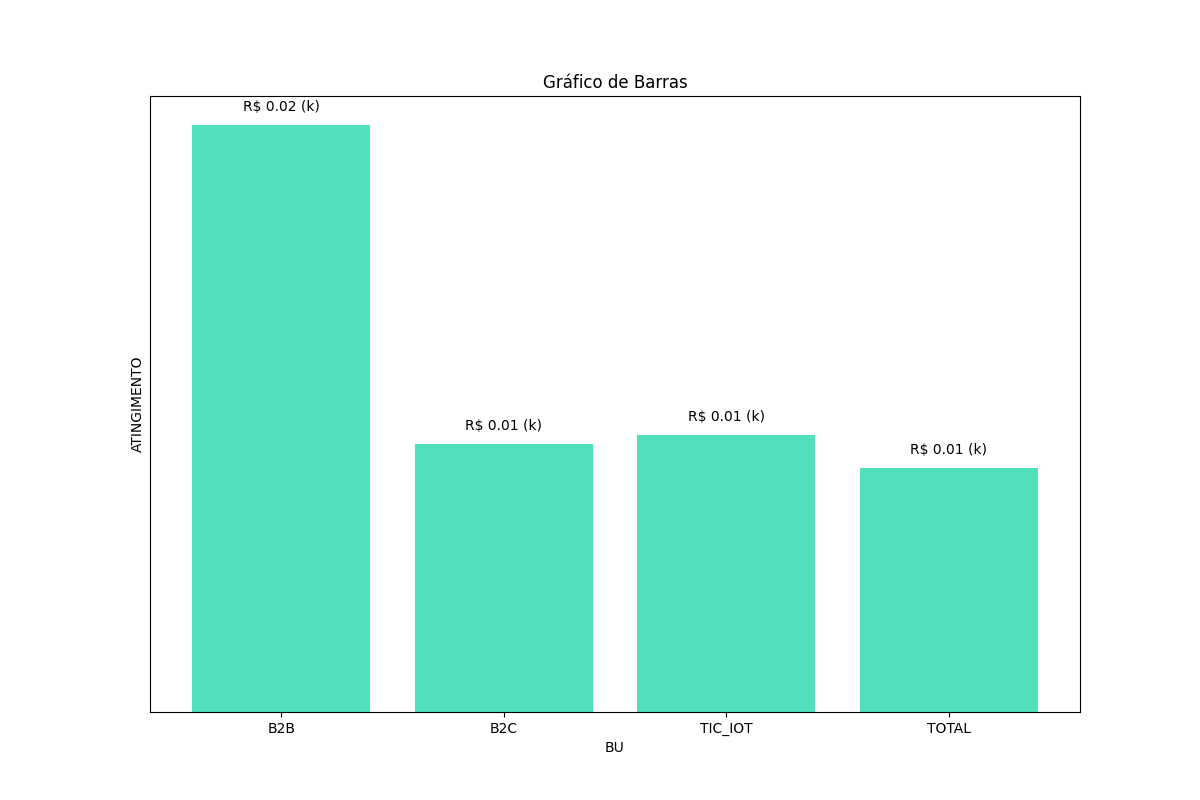 Gráfico de Barras
R$ 0.02 (k)
R$ 0.01 (k)
R$ 0.01 (k)
R$ 0.01 (k)
ATINGIMENTO
B2B
B2C
TIC_IOT
TOTAL
BU